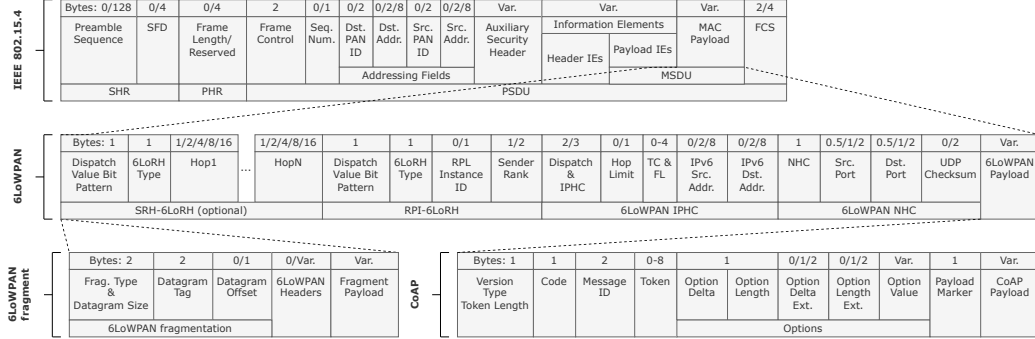 IEEE 802.15.4
Bytes: 0/128 0/4 0/4 2 0/1 0/2 0/2/8 0/2 0/2/8 Var. Var. Var. 2/4
Preamble SFD Frame Frame Seq. Dst. Dst. Src. Src. Auxiliary Information Elements MAC FCS
Sequence Length/ Control Num. PAN Addr. PAN Addr. Security Payload
Reserved ID ID Header Header IEs Payload IEs
Addressing Fields MSDU
SHR PHR PSDU
6LoWPAN
Bytes: 1 1 1/2/4/8/16 1/2/4/8/16 1 1 0/1 1/2 2/3 0/1 0-4 0/2/8 0/2/8 1 0.5/1/2 0.5/1/2 0/2 Var.
Dispatch 6LoRH Hop1 ... HopN Dispatch 6LoRH RPL Sender Dispatch Hop TC & IPv6 IPv6 NHC Src. Dst. UDP 6LoWPAN
Value Bit Type Value Bit Type Instance Rank & Limit FL Src. Dst. Port Port Checksum Payload
Pattern Pattern ID IPHC Addr. Addr.
SRH-6LoRH (optional) RPI-6LoRH 6LoWPAN IPHC 6LoWPAN NHC
6LoWPAN
fragment
Bytes: 2 2 0/1 0/Var. Var.
Frag. Type Datagram Datagram 6LoWPAN Fragment
& Tag Offset Headers Payload
Datagram Size
6LoWPAN fragmentation
CoAP
Bytes: 1 1 2 0-8 1 0/1/2 0/1/2 Var. 1 Var.
Version Code Message Token Option Option Option Option Option Payload CoAP
Type ID Delta Length Delta Length Value Marker Payload
Token Length Ext. Ext.
Options